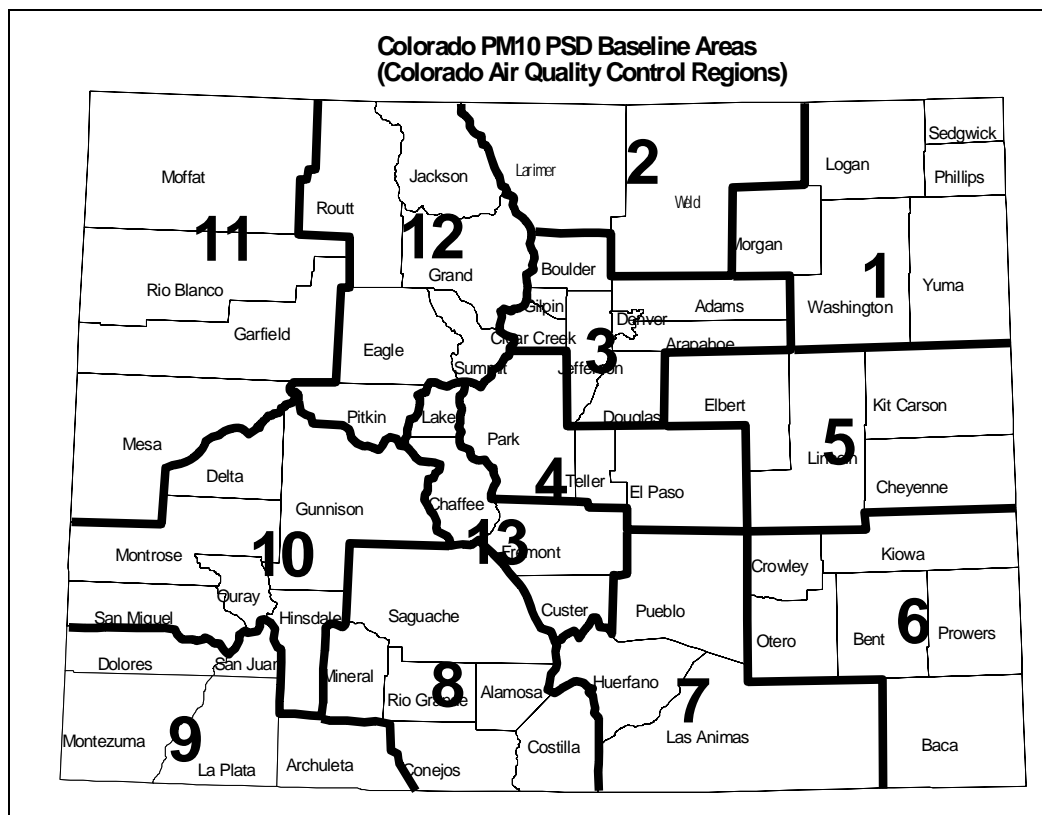 Colorado PM10 PSD Baseline Areas
(Colorado Air Quality Control Regions)
Sedgwick
Moffat
Jackson
Larimer
2
Logan
Phillips
Routt
Weld
11
12
Morgan
Rio Blanco
Grand
Boulder
1
Yuma
Gilpin
Adams
Washington
Garfield
Denver
Eagle
Clear Creek
3
Arapahoe
Summit
Jefferson
Pitkin
Lake
Douglas
Elbert
Kit Carson
Mesa
Park
5
Lincoln
Delta
4
Teller
Cheyenne
Gunnison
Chaffee
El Paso
Montrose
10
13
Fremont
Kiowa
Crowley
Ouray
San Miguel
Hinsdale
Saguache
Custer
Pueblo
6
Otero
Bent
Prowers
Dolores
San Juan
Mineral
Rio Grande
8
Alamosa
Huerfano
7
Montezuma
9
Costilla
Las Animas
Baca
La Plata
Archuleta
Conejos